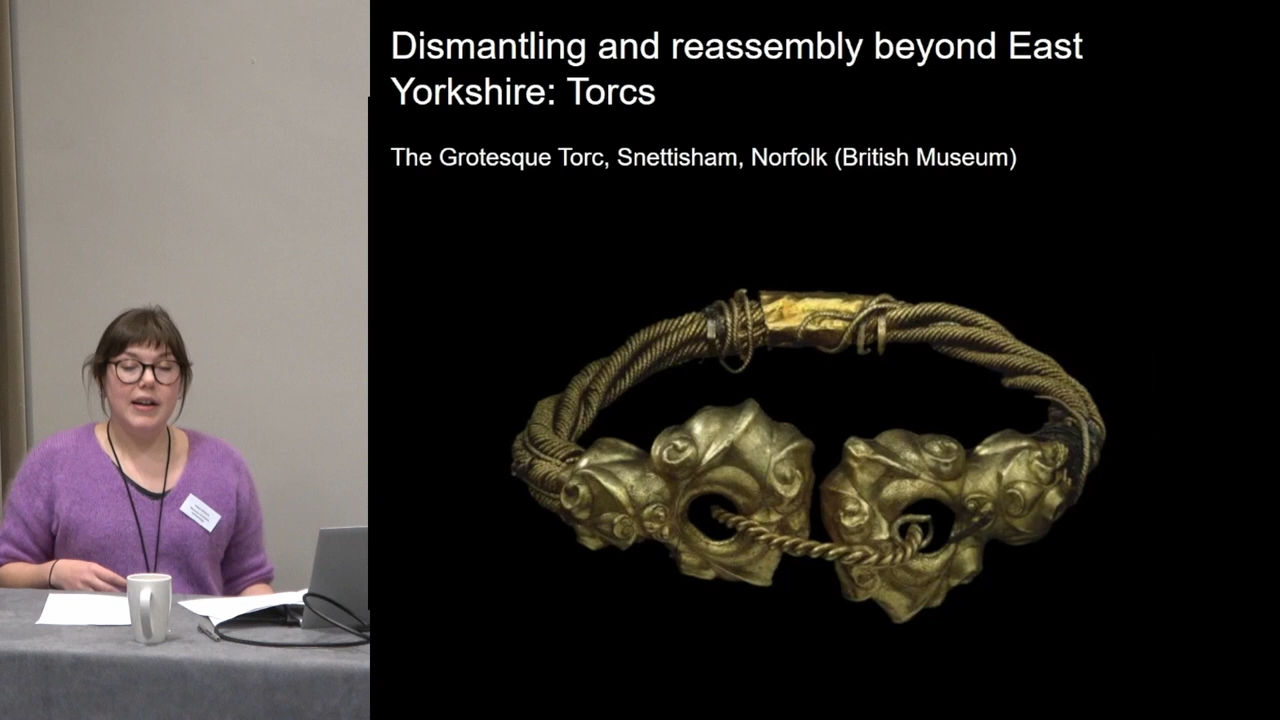 Dismantling and reassembly beyond East
Yorkshire: Torcs
The Grotesque Torc, Snettisham, Norfolk (British Museum)